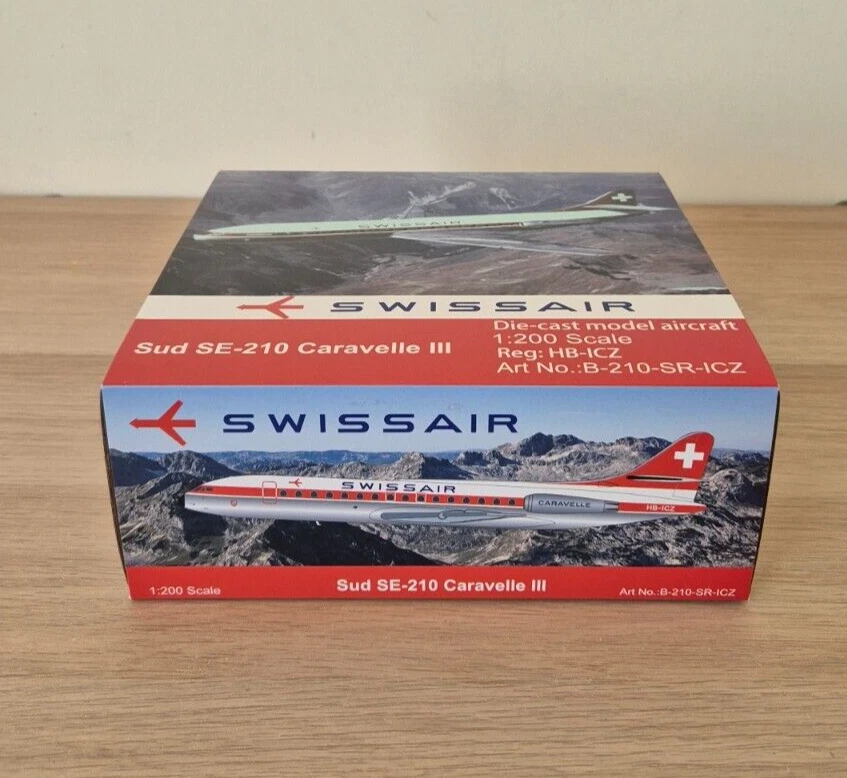 SWISSAIR
SWISSAIR
Sud SE-210 Caravelle III
Die-cast model aircraft
1:200 Scale
Reg: HB-ICZ
Art No.:B-210-SR-ICZ
SWISSAIR
SWISSAIR
CARAVELLE
HB-ICZ
1:200 Scale
Sud SE-210 Caravelle III
Art No.:B-210-SR-ICZ